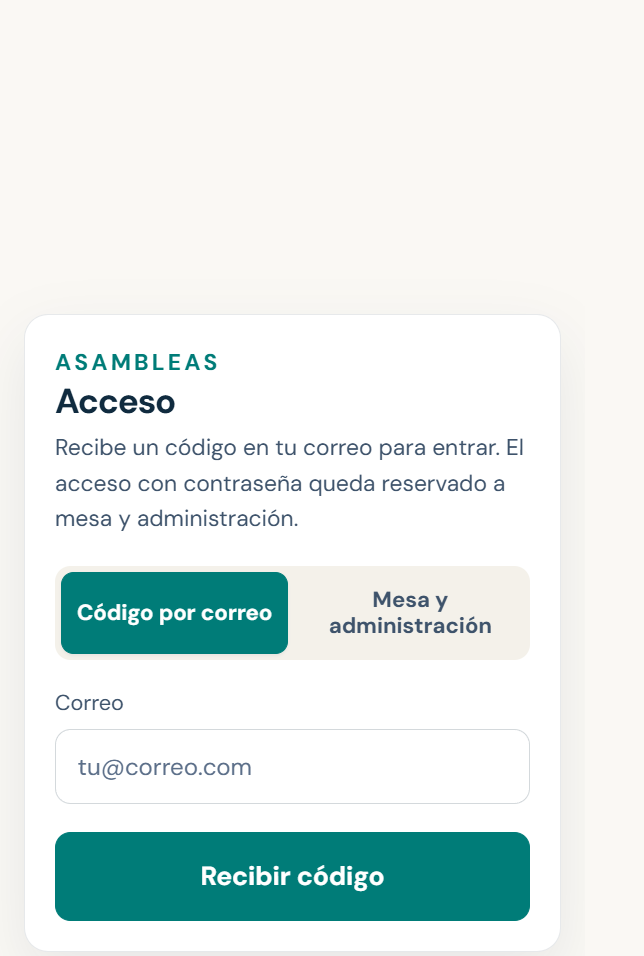 ASAMBLEAS
Acceso
Recibe un código en tu correo para entrar. El
acceso con contraseña queda reservado a
mesa y administración.
Código por correo
Mesa y
administración
Correo
tu@correo.com
Recibir código